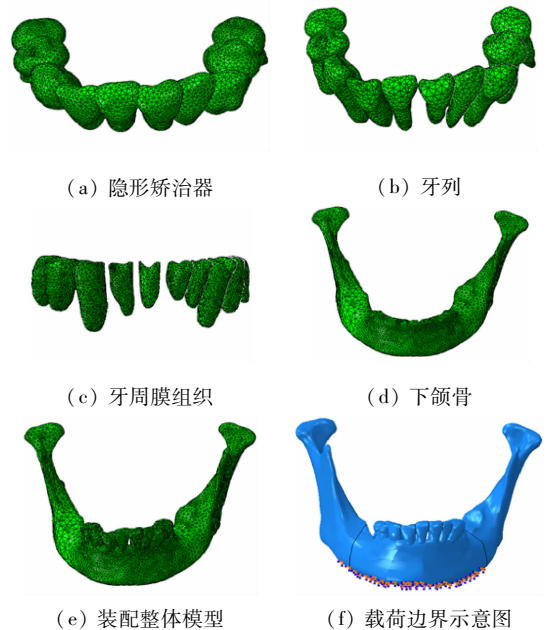 （a）隐形矫治器
（b）牙列
（c）牙周膜组织
（d）下颌骨
（e）装配整体模型
（f）载荷边界示意图